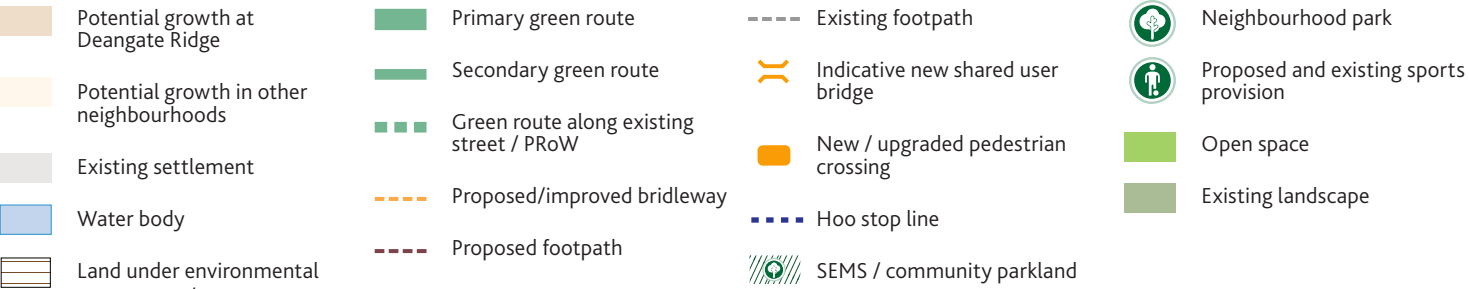 Potential growth at
Deangate Ridge
Potential growth in other
neighbourhoods
Existing settlement
Water body
Land under environmental
Primary green route
Secondary green route
Green route along existing
street / PRoW
Proposed/improved bridleway
Proposed footpath
Existing footpath
Indicative new shared user
bridge
New / upgraded pedestrian
crossing
Hoo stop line
SEMS / community parkland
Neighbourhood park
Proposed and existing sports
provision
Open space
Existing landscape